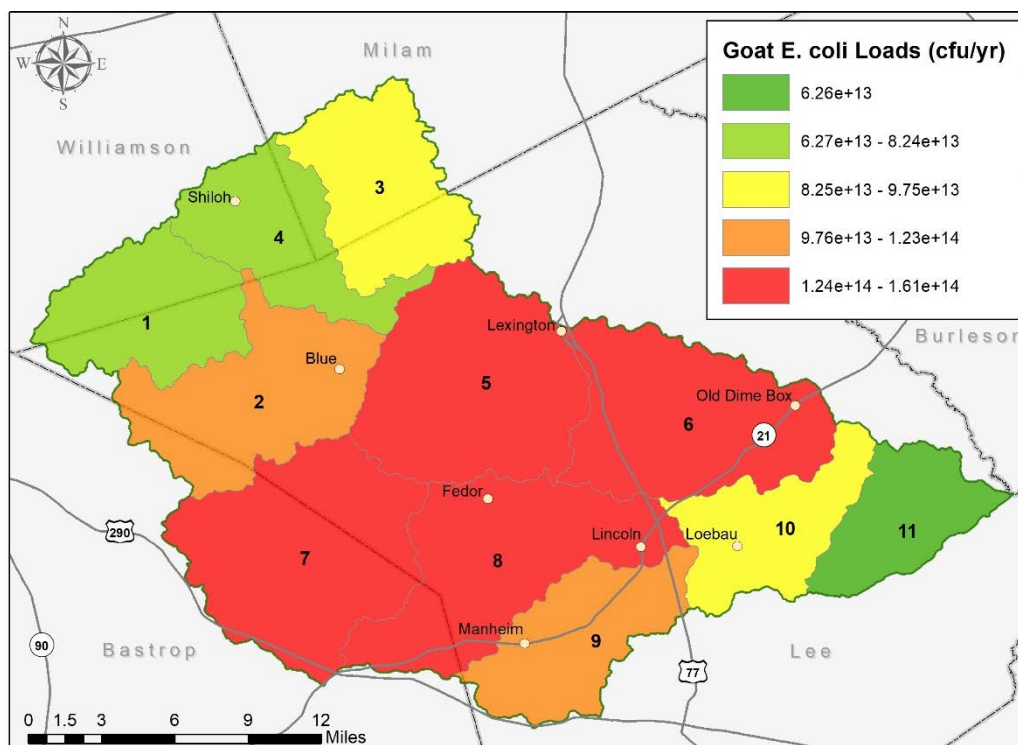 N
W E
S
Milam
Williamson
Shiloh
3
4
1
Lexington
Burleson
Blue
5
2
Old Dime Box
6
21
Fedor
290
Lincoln
Loebau
10
11
7
8
Manheim
9
90
Bastrop
Lee
77
0 1.5 3 6 9 12
Miles
Goat E. coli Loads (cfu/yr)
6.26e+13
6.27e+13 - 8.24e+13
8.25e+13 - 9.75e+13
9.76e+13 - 1.23e+14
1.24e+14 - 1.61e+14